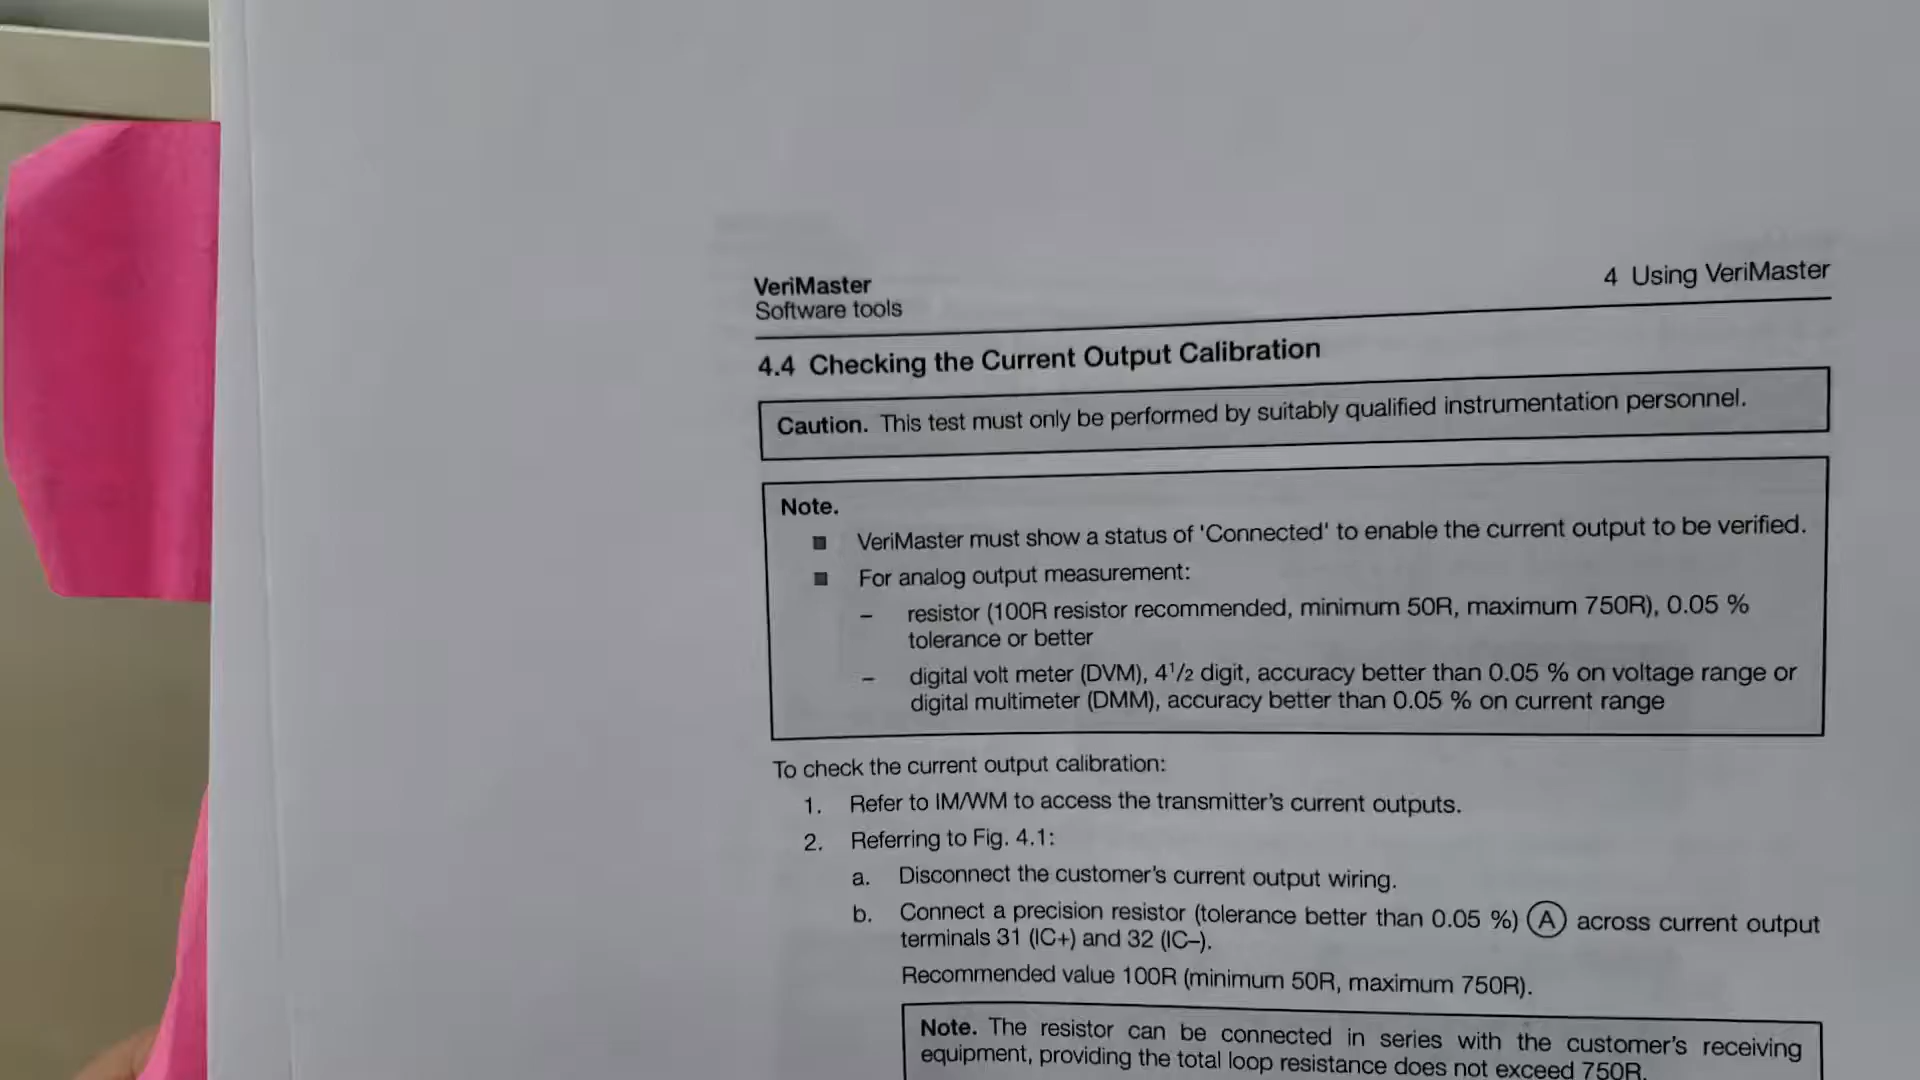 VeriMaster
Software tools
4 Using VeriMaster
4.4 Checking the Current Output Calibration
Caution. This test must only be performed by suitably qualified instrumentation personnel.
Note.
■ VeriMaster must show a status of 'Connected' to enable the current output to be verified.
■ For analog output measurement:
– resistor (100R resistor recommended, minimum 50R, maximum 750R), 0.05 %
tolerance or better
– digital volt meter (DVM), 4¹/2 digit, accuracy better than 0.05 % on voltage range or
digital multimeter (DMM), accuracy better than 0.05 % on current range
To check the current output calibration:
1. Refer to IM/WM to access the transmitter's current outputs.
2. Referring to Fig. 4.1:
a. Disconnect the customer's current output wiring.
b. Connect a precision resistor (tolerance better than 0.05 %) Ⓐ across current output
terminals 31 (IC+) and 32 (IC–).
Recommended value 100R (minimum 50R, maximum 750R).
Note. The resistor can be connected in series with the customer's receiving
equipment, providing the total loop resistance does not exceed 750R.